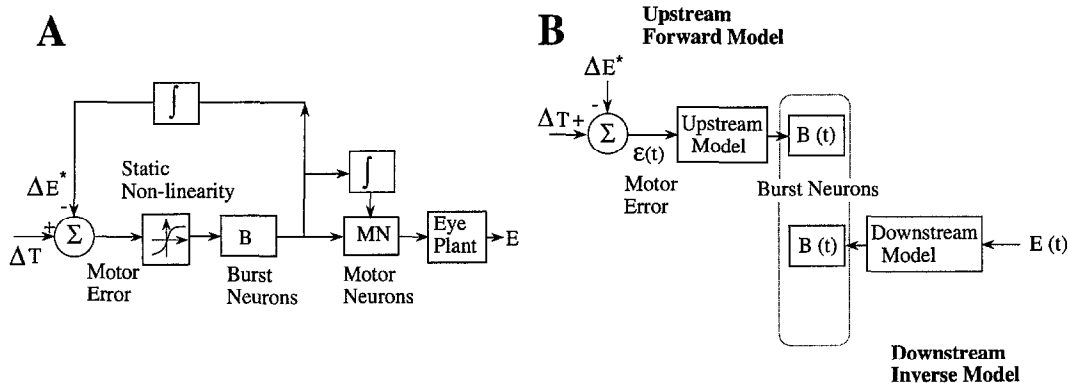 A
∫
ΔE*
Static
Non-linearity
∫
-
+
Σ
ΔT
B
MN
Eye
Plant
E
Motor
Error
Burst
Neurons
Motor
Neurons
B
Upstream
Forward Model
ΔE*
-
ΔT+
Σ
ε(t)
Upstream
Model
B (t)
Motor
Error
Burst Neurons
B (t)
Downstream
Model
E (t)
Downstream
Inverse Model